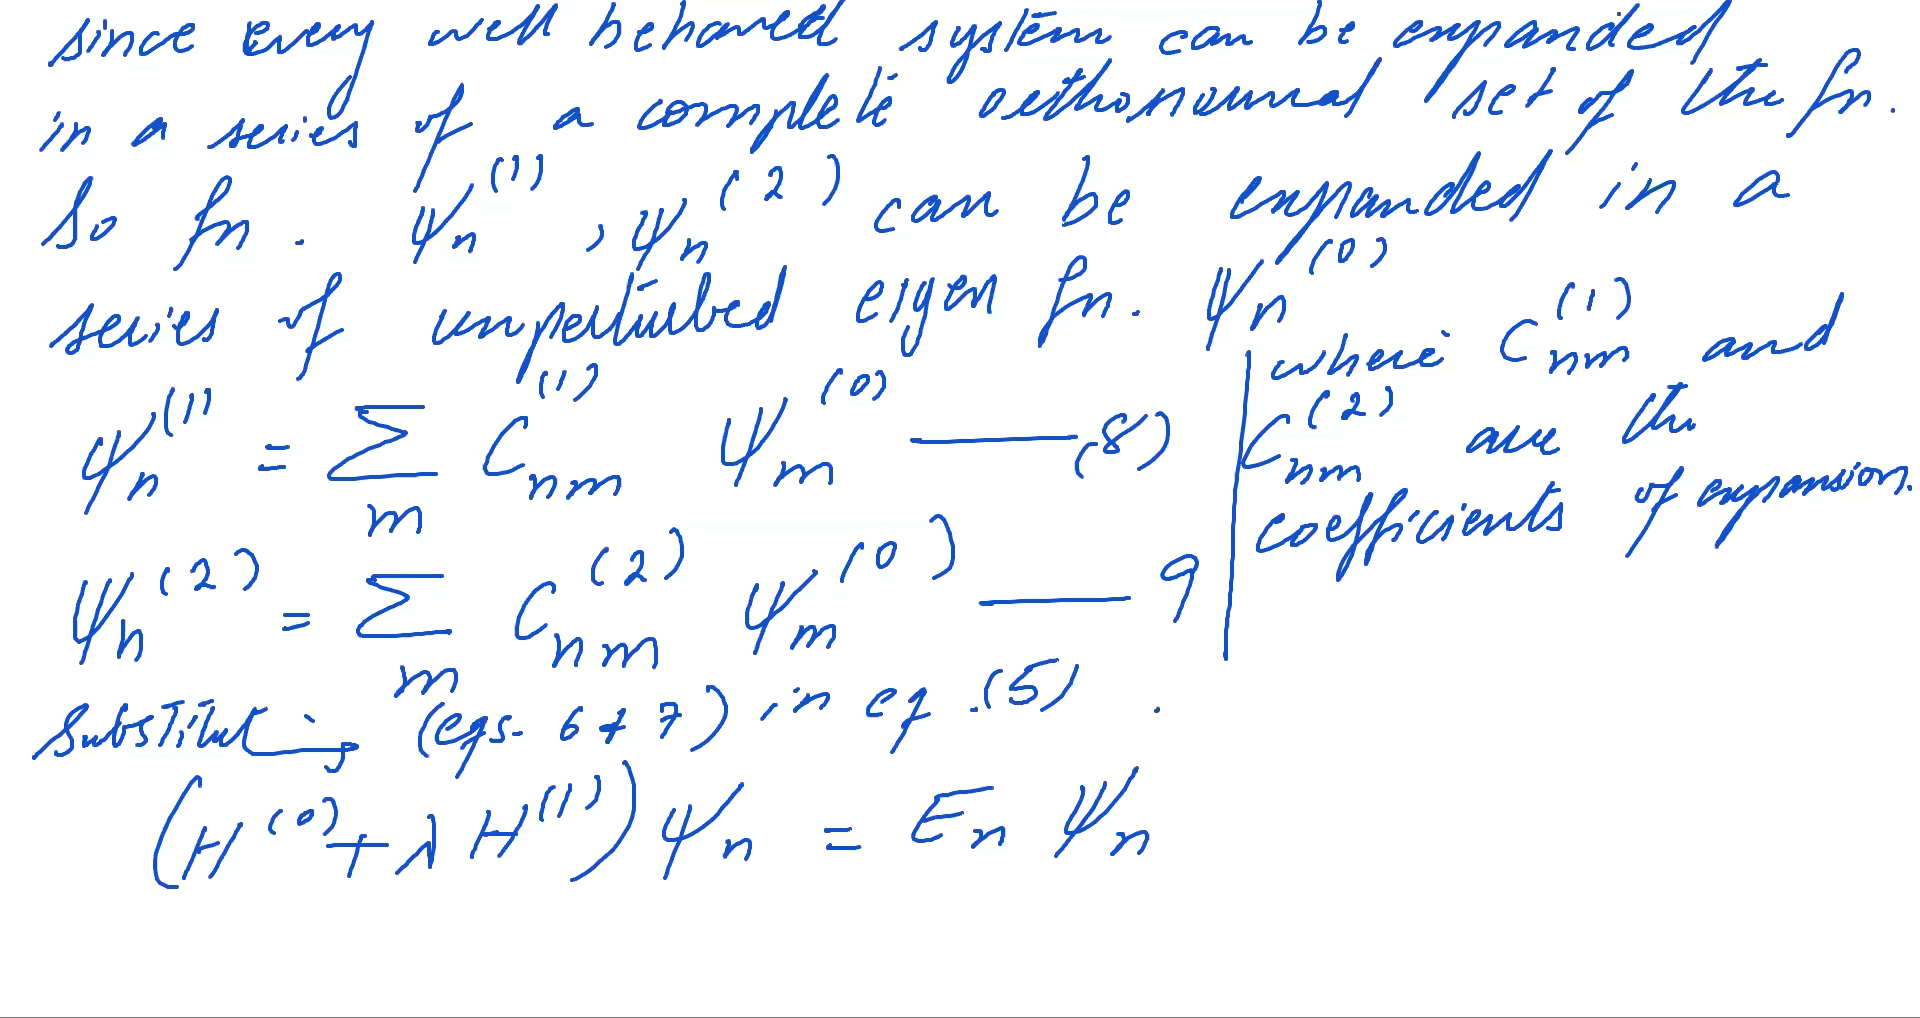 since every well behaved system can be expanded
in a series of a complete orthonormal set of the fn.
So fn. ψn^(1), ψn^(2) can be expanded in a
series of unperturbed eigen fn. ψn^(0)
ψn^(1) = Σm Cnm^(1) ψm^(0) —— (8)
ψn^(2) = Σm Cnm^(2) ψm^(0) —— 9
where Cnm^(1) and
Cnm^(2) are the
coefficients of expansion.
Substituting (eqs. 6 & 7) in eq. (5).
(H^(0) + λH^(1)) ψn = En ψn